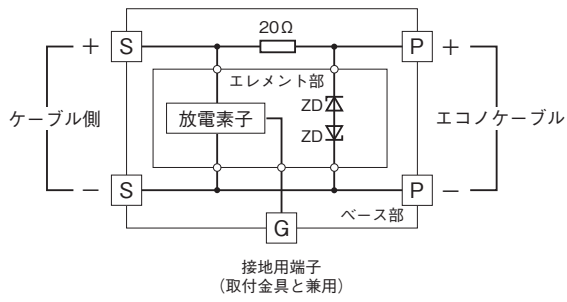 20Ω
+ S P +
エレメント部
ZD
ケーブル側 放電素子 エコノケーブル
ZD
− S P −
ベース部
G
接地用端子
（取付金具と兼用）